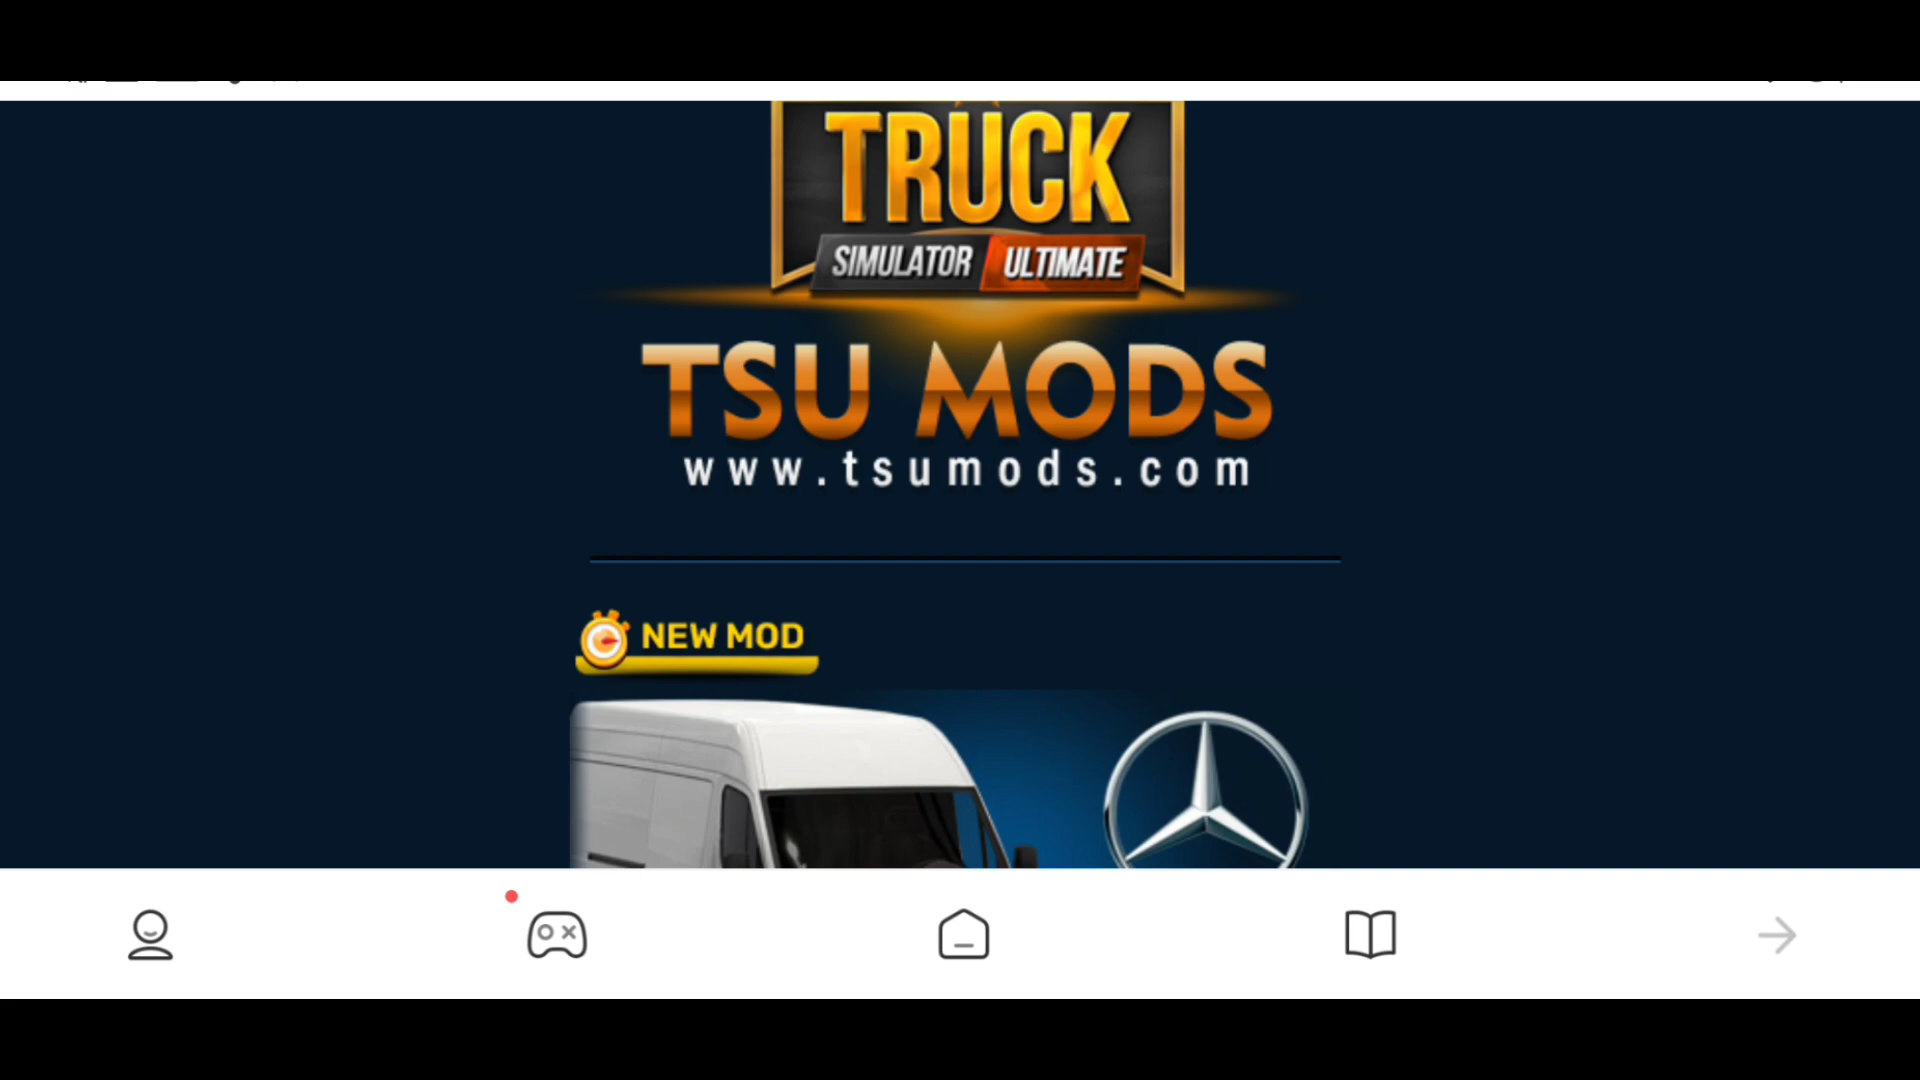 TRUCK
SIMULATOR ULTIMATE
TSU MODS
www.tsumods.com
NEW MOD